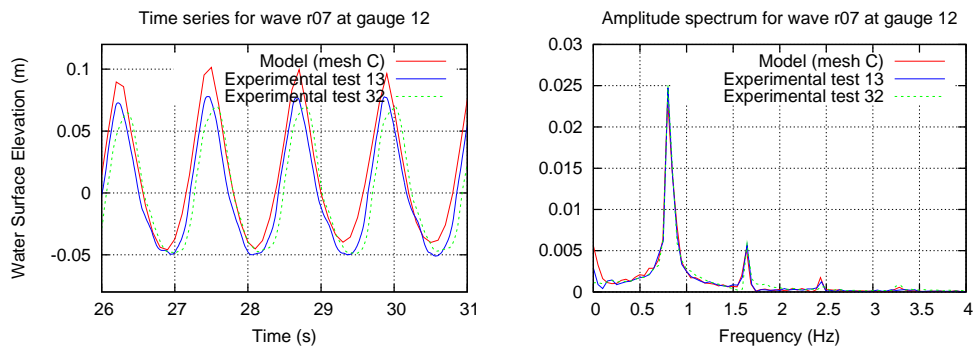 Time series for wave r07 at gauge 12
Water Surface Elevation (m)
0.1
0.05
0
-0.05
Model (mesh C)
Experimental test 13
Experimental test 32
26 27 28 29 30 31
Time (s)
Amplitude spectrum for wave r07 at gauge 12
0.03
0.025
0.02
0.015
0.01
0.005
0
Model (mesh C)
Experimental test 13
Experimental test 32
0 0.5 1 1.5 2 2.5 3 3.5 4
Frequency (Hz)